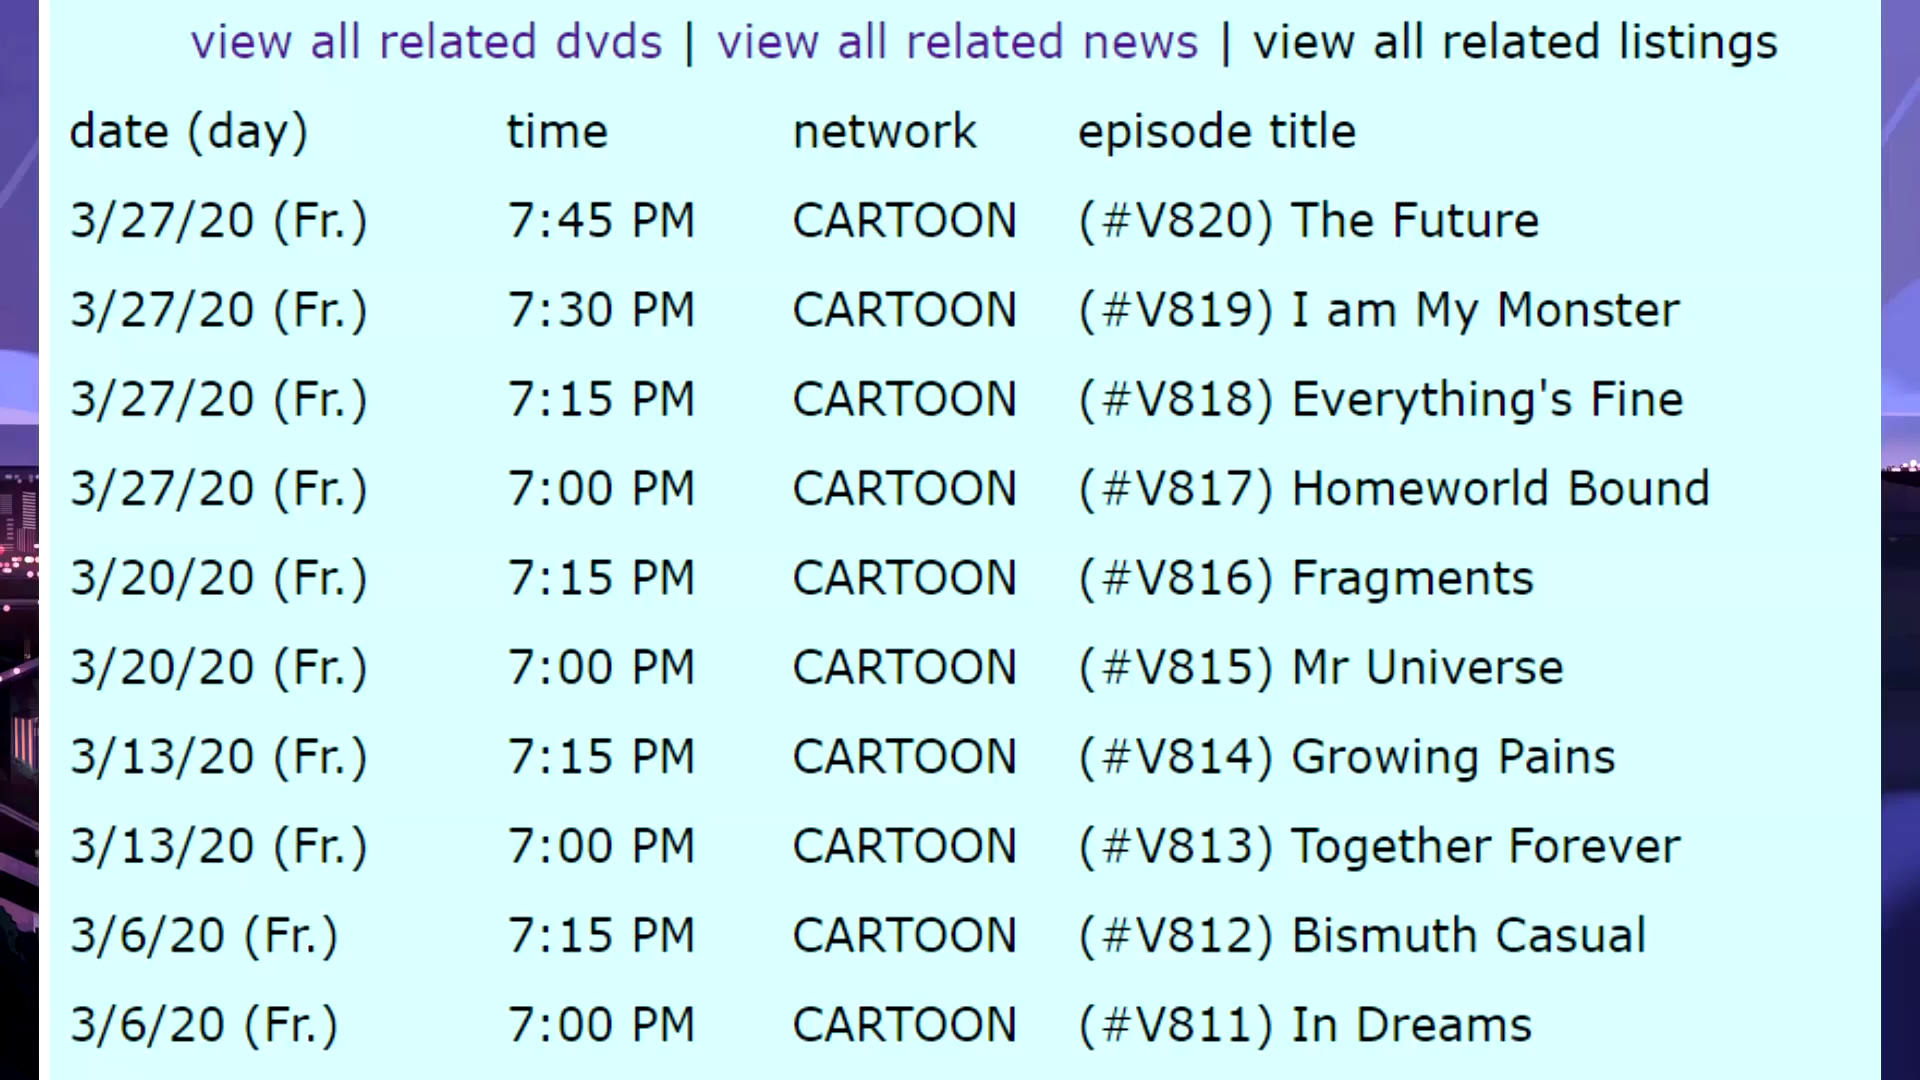 view all related dvds | view all related news | view all related listings
date (day) time network episode title
3/27/20 (Fr.) 7:45 PM CARTOON (#V820) The Future
3/27/20 (Fr.) 7:30 PM CARTOON (#V819) I am My Monster
3/27/20 (Fr.) 7:15 PM CARTOON (#V818) Everything's Fine
3/27/20 (Fr.) 7:00 PM CARTOON (#V817) Homeworld Bound
3/20/20 (Fr.) 7:15 PM CARTOON (#V816) Fragments
3/20/20 (Fr.) 7:00 PM CARTOON (#V815) Mr Universe
3/13/20 (Fr.) 7:15 PM CARTOON (#V814) Growing Pains
3/13/20 (Fr.) 7:00 PM CARTOON (#V813) Together Forever
3/6/20 (Fr.) 7:15 PM CARTOON (#V812) Bismuth Casual
3/6/20 (Fr.) 7:00 PM CARTOON (#V811) In Dreams